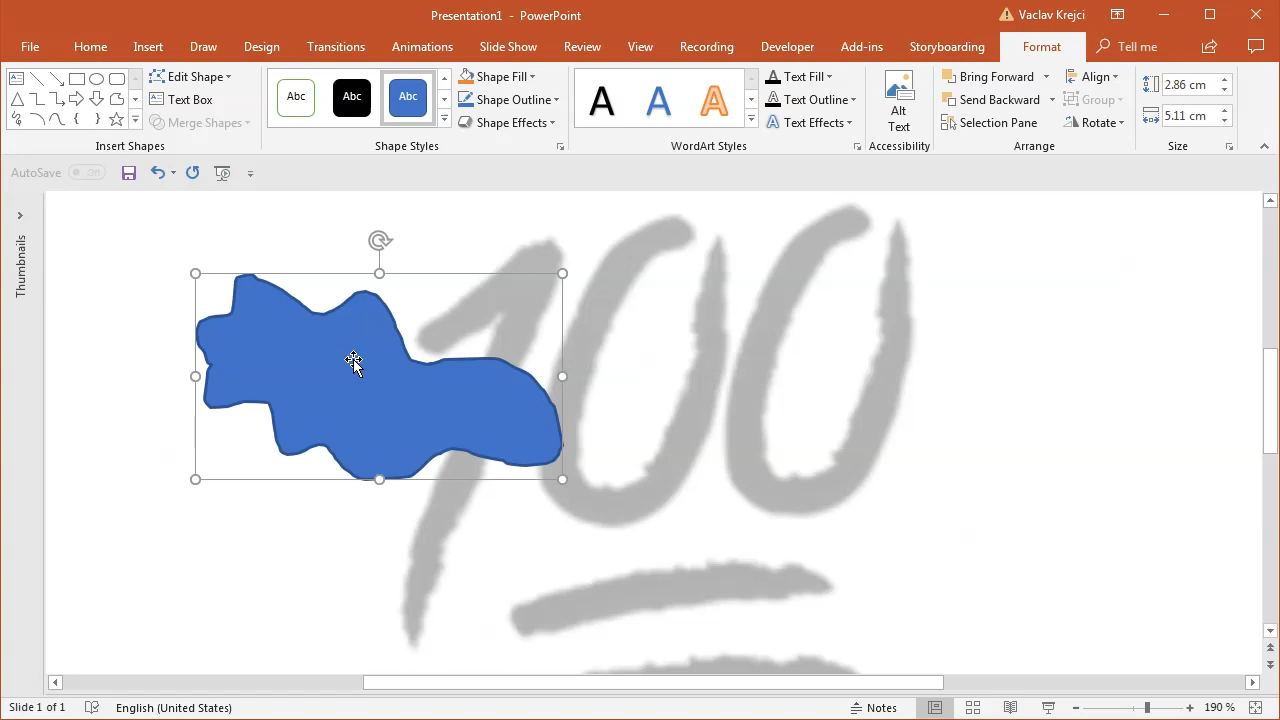 Presentation1 - PowerPoint
Vaclav Krejci
File Home Insert Draw Design Transitions Animations Slide Show Review View Recording Developer Add-ins Storyboarding Format Tell me
Edit Shape Shape Fill Text Fill Bring Forward Align 2.86 cm
Abc Abc Abc A A A
Text Box Shape Outline Text Outline Alt Text Send Backward Group 5.11 cm
Merge Shapes Shape Effects Text Effects Selection Pane Rotate
Insert Shapes Shape Styles WordArt Styles Accessibility Arrange Size
AutoSave Off
Thumbnails
100
Slide 1 of 1 English (United States) Notes 190 %